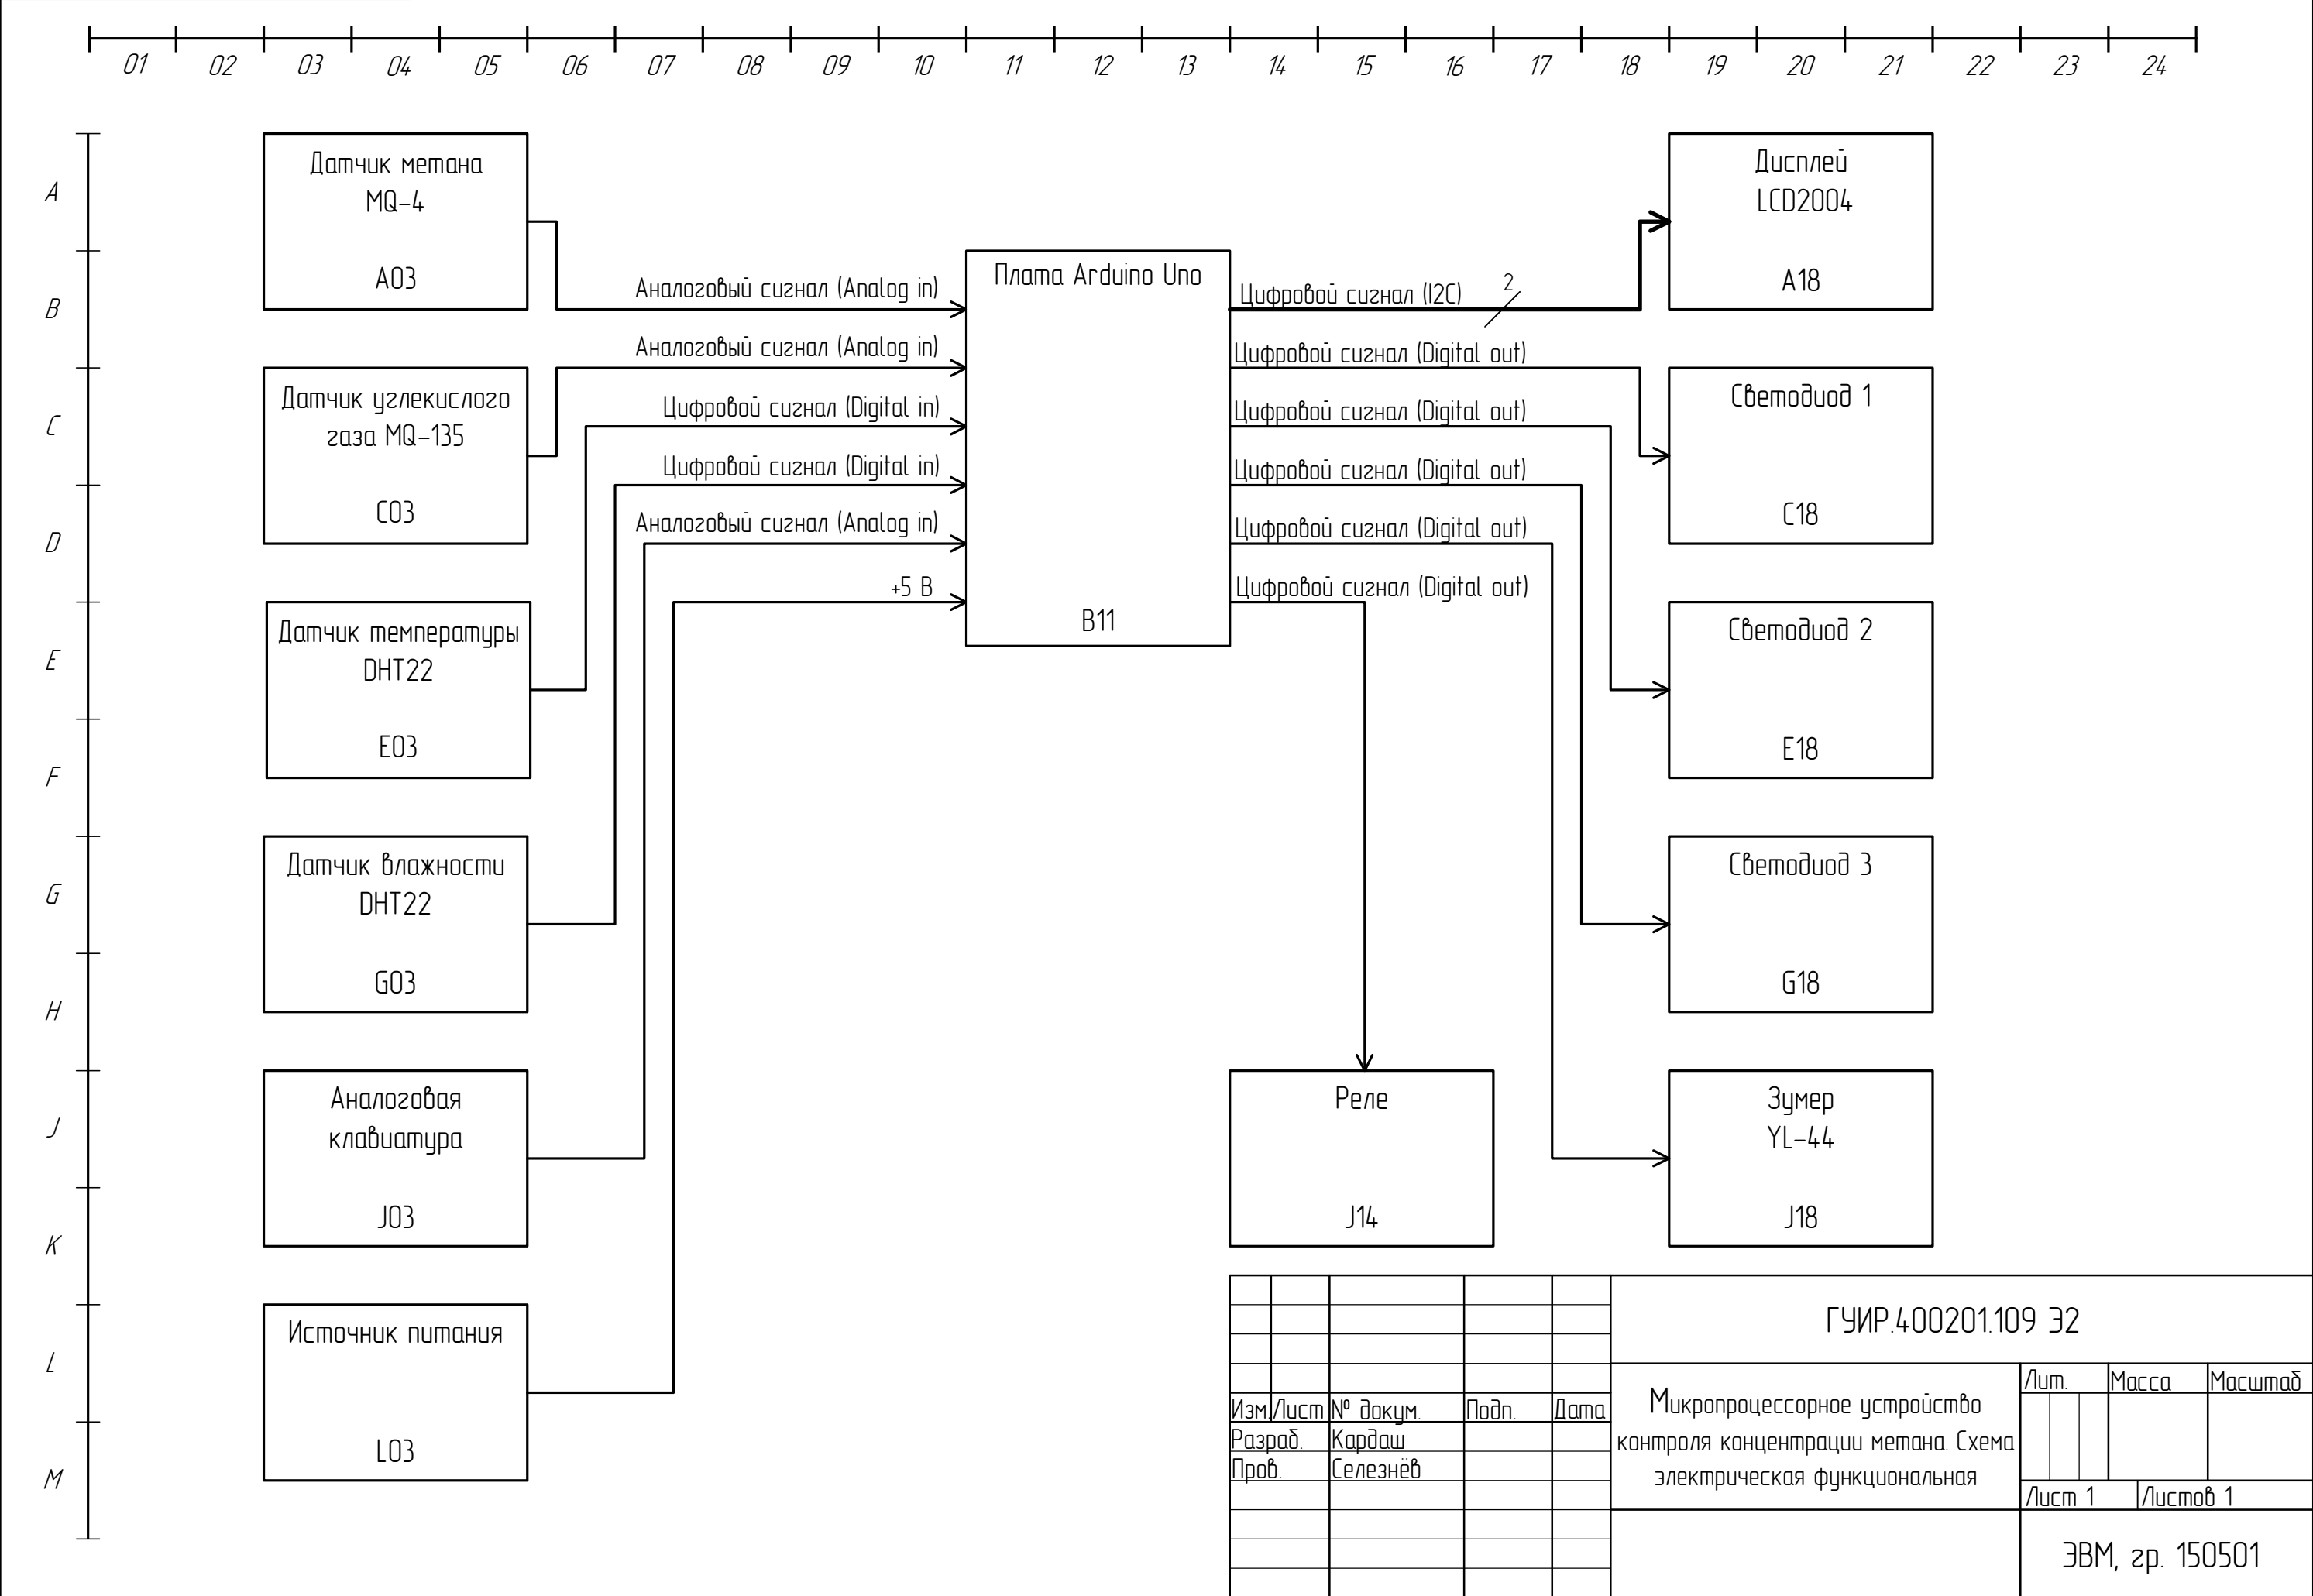 01 02 03 04 05 06 07 08 09 10 11 12 13 14 15 16 17 18 19 20 21 22 23 24
A
B
C
D
E
F
G
H
J
K
L
M
Датчик метана
MQ-4
A03
Датчик углекислого
газа MQ-135
C03
Датчик температуры
DHT22
E03
Датчик влажности
DHT22
G03
Аналоговая
клавиатура
J03
Источник питания
L03
Аналоговый сигнал (Analog in)
Аналоговый сигнал (Analog in)
Цифровой сигнал (Digital in)
Цифровой сигнал (Digital in)
Аналоговый сигнал (Analog in)
+5 В
Плата Arduino Uno
B11
Цифровой сигнал (I2C)
2
Цифровой сигнал (Digital out)
Цифровой сигнал (Digital out)
Цифровой сигнал (Digital out)
Цифровой сигнал (Digital out)
Цифровой сигнал (Digital out)
Дисплей
LCD2004
A18
Светодиод 1
C18
Светодиод 2
E18
Светодиод 3
G18
Реле
J14
Зумер
YL-44
J18
ГУИР.400201.109 Э2
Изм. Лист № докум. Подп. Дата
Разраб. Кардаш
Пров. Селезнёв
Микропроцессорное устройство
контроля концентрации метана. Схема
электрическая функциональная
Лит. Масса Масштаб
Лист 1 Листов 1
ЭВМ, гр. 150501